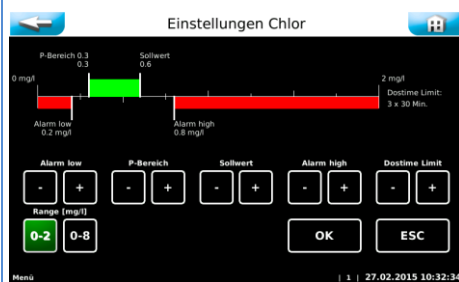 Einstellungen Chlor
P-Bereich 0.3
0.3
Sollwert
0.6
0 mg/l
2 mg/l
Dostime Limit:
3 x 30 Min.
Alarm low
0.2 mg/l
Alarm high
0.8 mg/l
Alarm low P-Bereich Sollwert Alarm high Dostime Limit
- + - + - + - + - +
Range [mg/l]
0-2 0-8 OK ESC
Menü | 1 | 27.02.2015 10:32:34